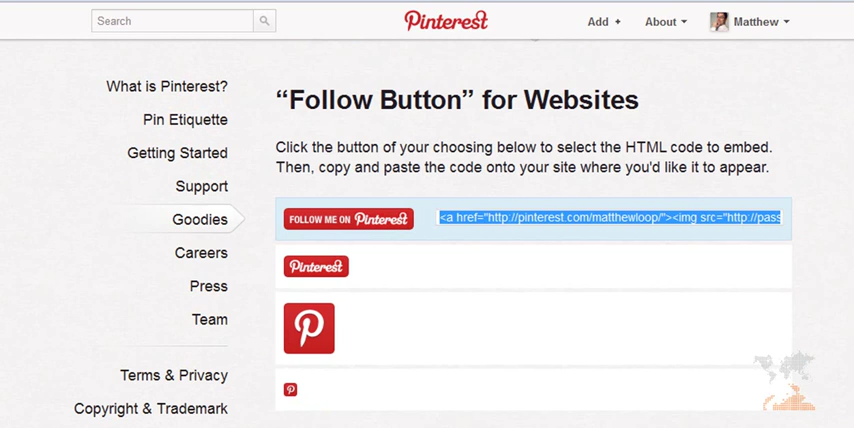 Search
Pinterest
Add +
About
Matthew
What is Pinterest?
Pin Etiquette
Getting Started
Support
Goodies
Careers
Press
Team
Terms & Privacy
Copyright & Trademark
“Follow Button” for Websites
Click the button of your choosing below to select the HTML code to embed.
Then, copy and paste the code onto your site where you'd like it to appear.
FOLLOW ME ON Pinterest
<a href="http://pinterest.com/matthewloop/"><img src="http://pass
Pinterest